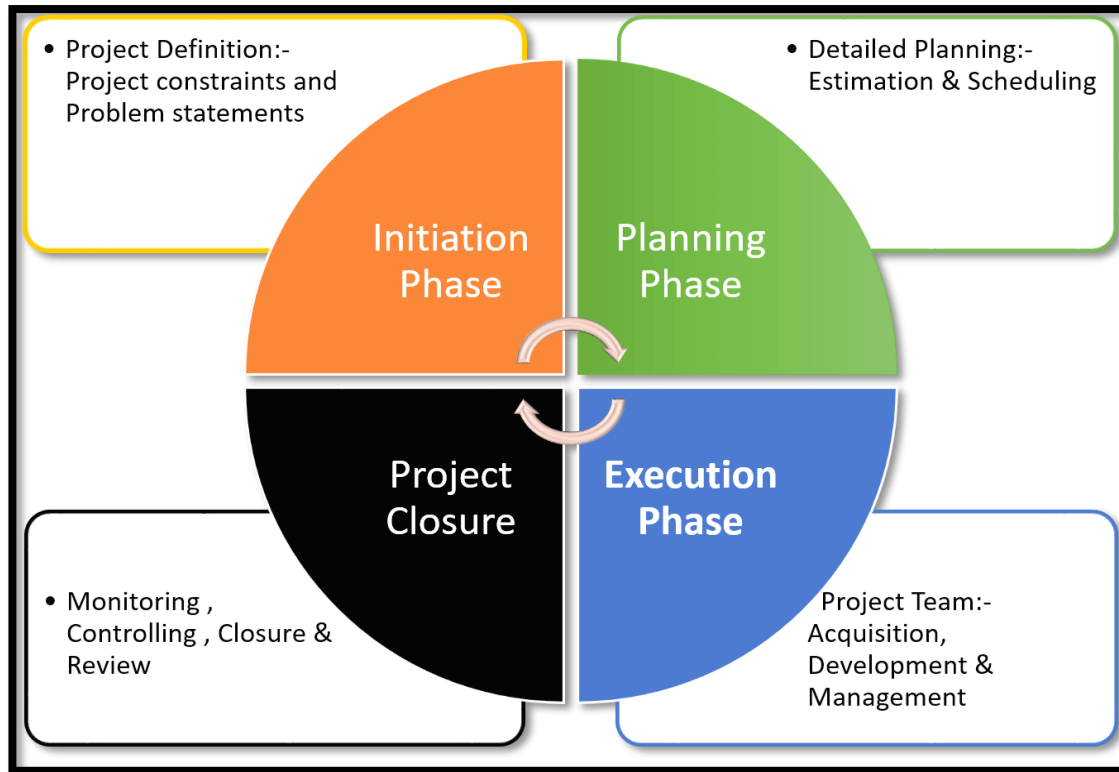 • Project Definition:-
Project constraints and
Problem statements
• Detailed Planning:-
Estimation & Scheduling
Initiation
Phase
Planning
Phase
Project
Closure
Execution
Phase
• Monitoring ,
Controlling , Closure &
Review
Project Team:-
Acquisition,
Development &
Management